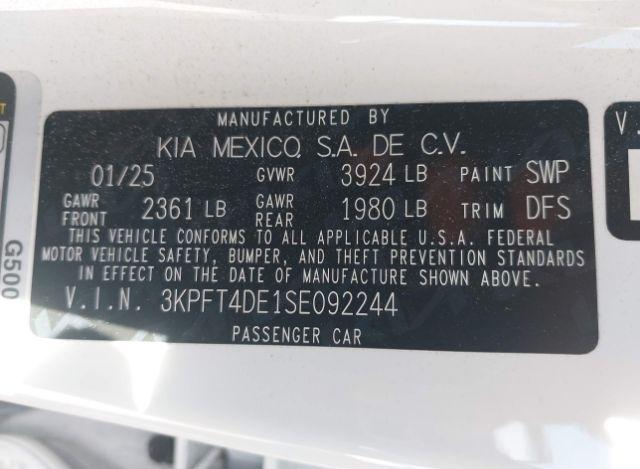 MANUFACTURED BY
KIA MEXICO, S.A. DE C.V.
01/25 GVWR 3924 LB PAINT SWP
GAWR FRONT 2361 LB GAWR REAR 1980 LB TRIM DFS
THIS VEHICLE CONFORMS TO ALL APPLICABLE U.S.A. FEDERAL
MOTOR VEHICLE SAFETY, BUMPER, AND THEFT PREVENTION STANDARDS
IN EFFECT ON THE DATE OF MANUFACTURE SHOWN ABOVE.
V.I.N. 3KPFT4DE1SE092244
PASSENGER CAR
G500
V.